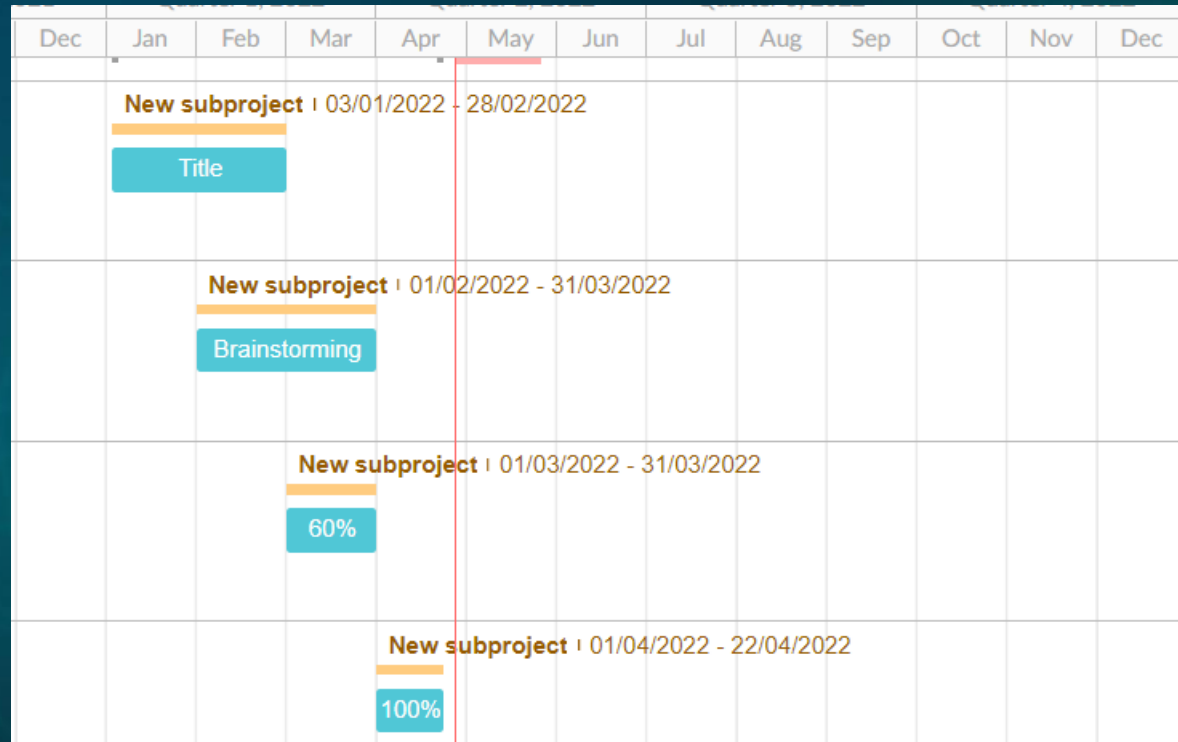 Dec Jan Feb Mar Apr May Jun Jul Aug Sep Oct Nov Dec
New subproject | 03/01/2022 - 28/02/2022
Title
New subproject | 01/02/2022 - 31/03/2022
Brainstorming
New subproject | 01/03/2022 - 31/03/2022
60%
New subproject | 01/04/2022 - 22/04/2022
100%